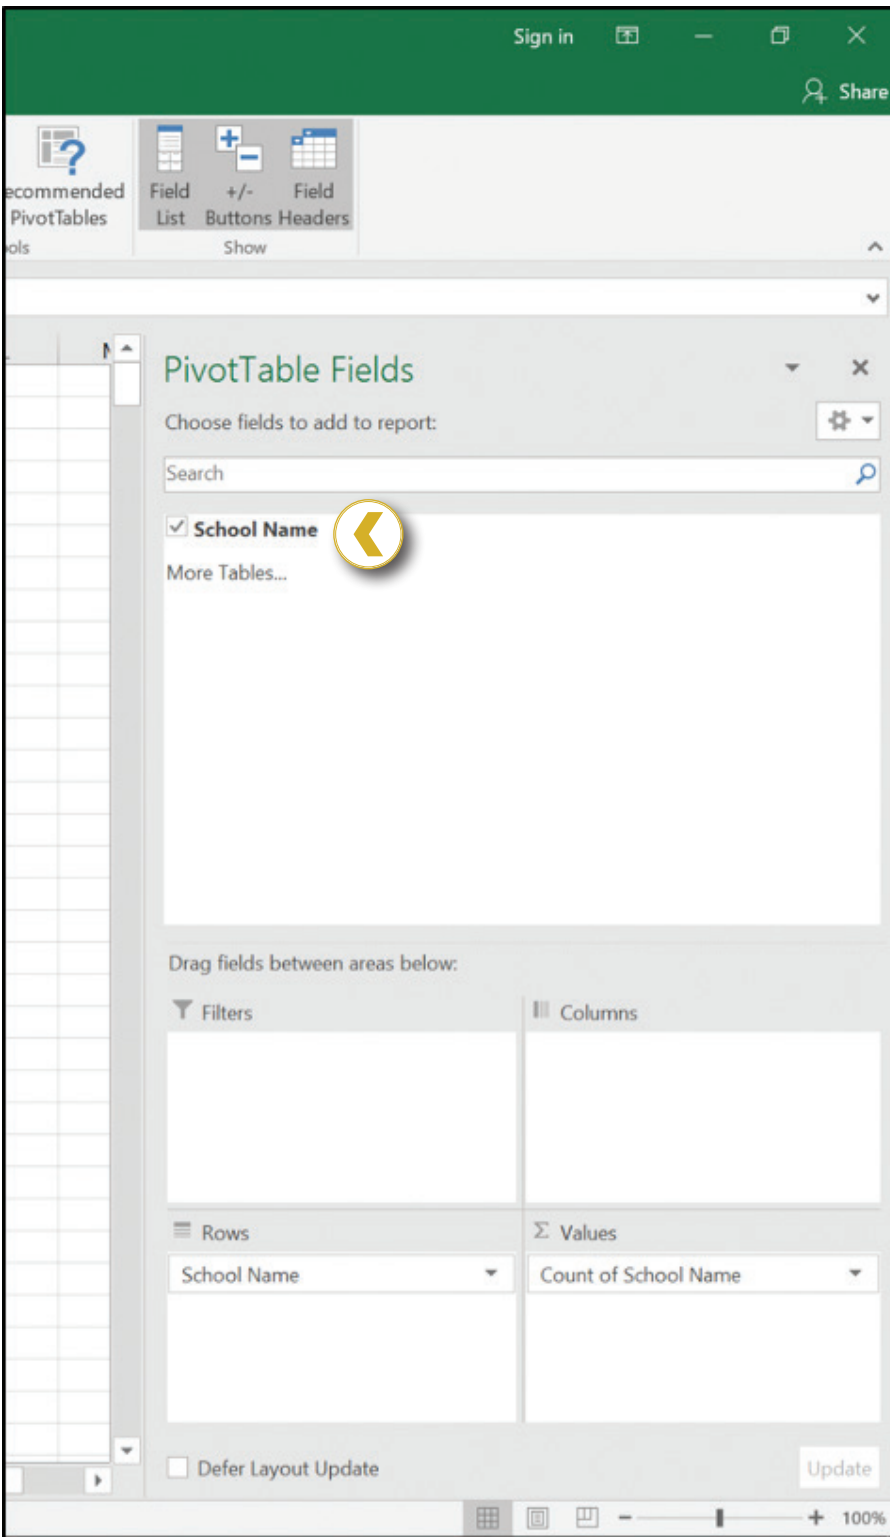 Sign in
Share
ecommended
PivotTables
ools
Field
List
+/-
Buttons
Field
Headers
Show
PivotTable Fields
Choose fields to add to report:
Search
School Name
More Tables...
Drag fields between areas below:
Filters
Columns
Rows
Σ Values
School Name
Count of School Name
Defer Layout Update
Update
100%